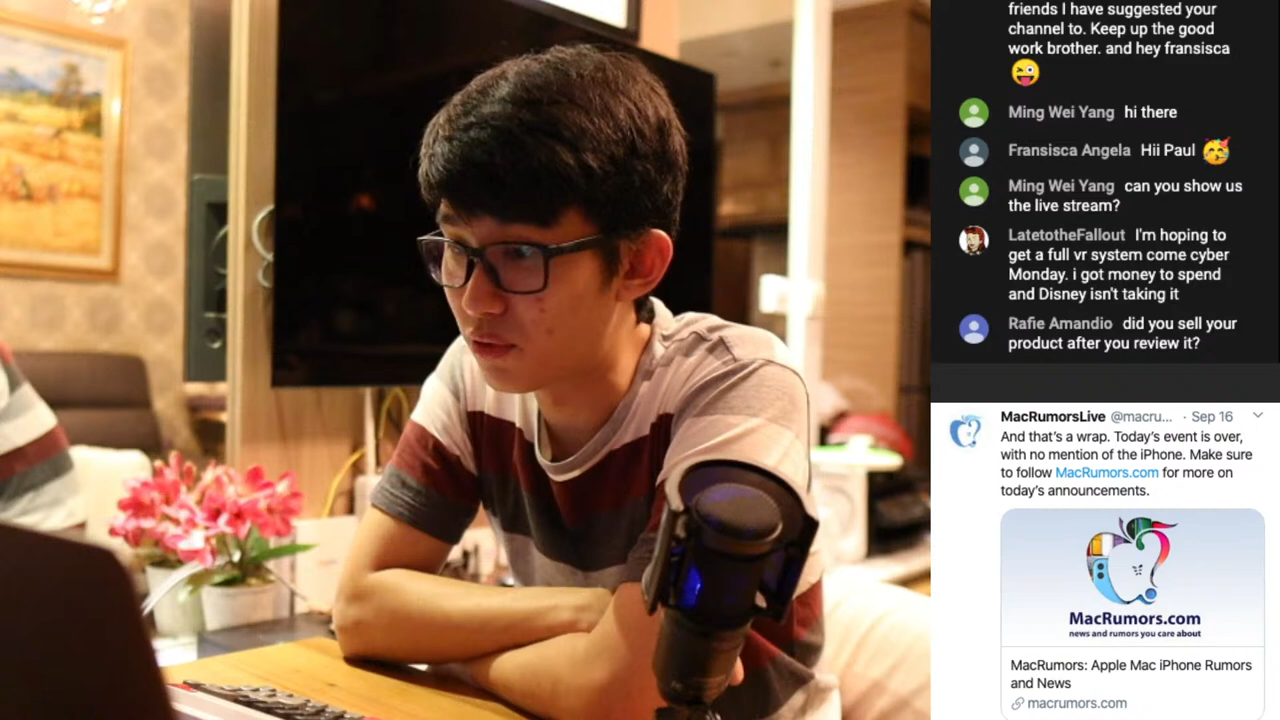 friends I have suggested your
channel to. Keep up the good
work brother. and hey fransisca
😜
Ming Wei Yang hi there
Fransisca Angela Hii Paul 🥳
Ming Wei Yang can you show us
the live stream?
LatetotheFallout I'm hoping to
get a full vr system come cyber
Monday. i got money to spend
and Disney isn't taking it
Rafie Amandio did you sell your
product after you review it?
MacRumorsLive @macru... · Sep 16
And that's a wrap. Today's event is over,
with no mention of the iPhone. Make sure
to follow MacRumors.com for more on
today's announcements.
MacRumors.com
news and rumors you care about
MacRumors: Apple Mac iPhone Rumors
and News
macrumors.com